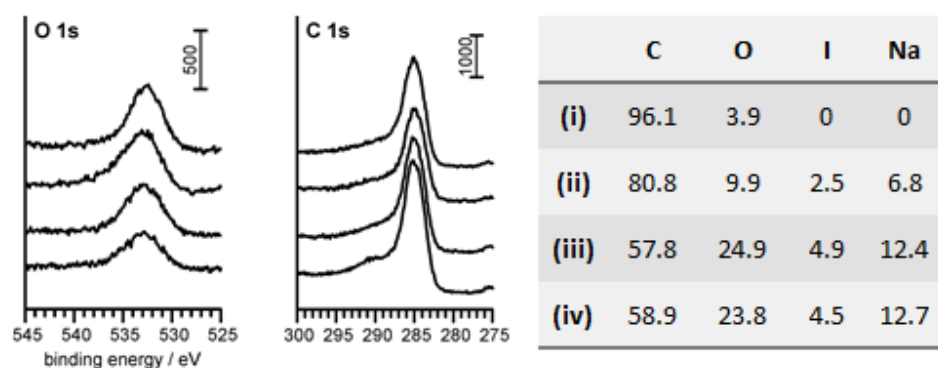 O 1s
500
545 540 535 530 525
binding energy / eV
C 1s
1000
300 295 290 285 280 275
C O I Na
(i) 96.1 3.9 0 0
(ii) 80.8 9.9 2.5 6.8
(iii) 57.8 24.9 4.9 12.4
(iv) 58.9 23.8 4.5 12.7